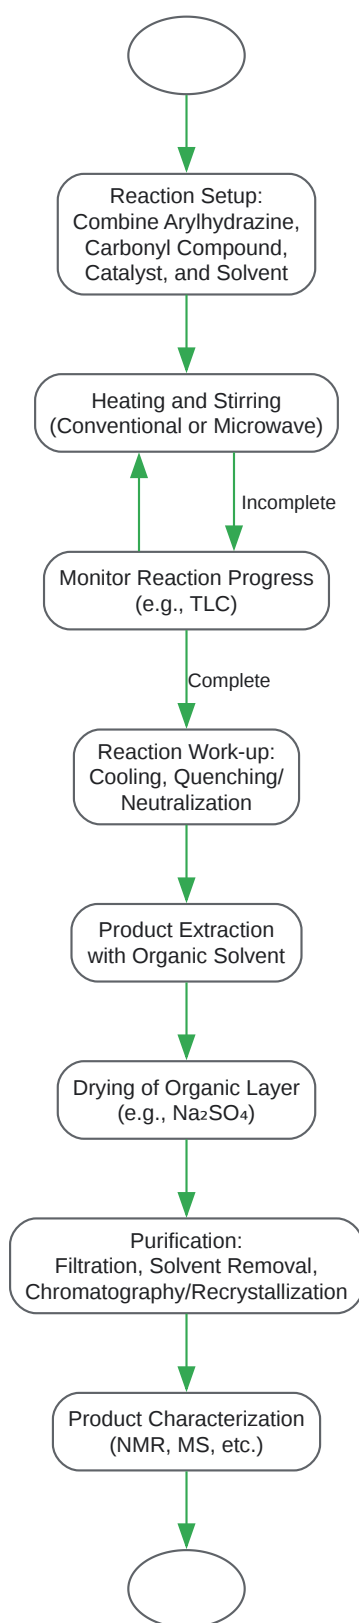 Reaction Setup:
Combine Arylhydrazine,
Carbonyl Compound,
Catalyst, and Solvent
Heating and Stirring
(Conventional or Microwave)
Incomplete
Monitor Reaction Progress
(e.g., TLC)
Complete
Reaction Work-up:
Cooling, Quenching/
Neutralization
Product Extraction
with Organic Solvent
Drying of Organic Layer
(e.g., Na₂SO₄)
Purification:
Filtration, Solvent Removal,
Chromatography/Recrystallization
Product Characterization
(NMR, MS, etc.)